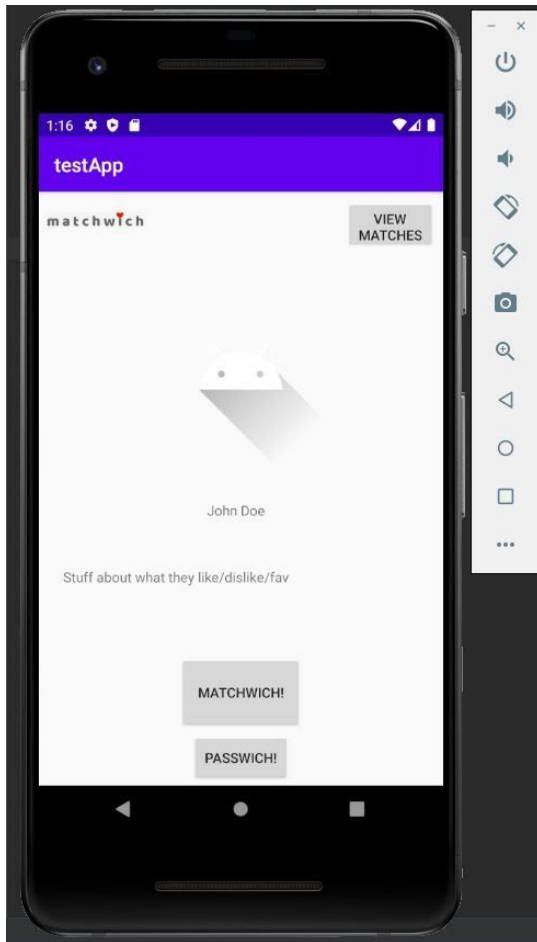 1:16
testApp
matchwich
VIEW
MATCHES
John Doe
Stuff about what they like/dislike/fav
MATCHWICH!
PASSWICH!